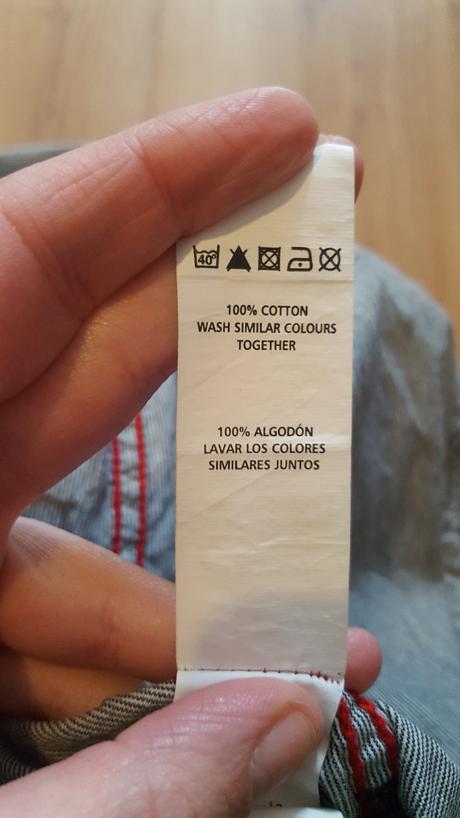 40°
100% COTTON
WASH SIMILAR COLOURS
TOGETHER
100% ALGODÓN
LAVAR LOS COLORES
SIMILARES JUNTOS